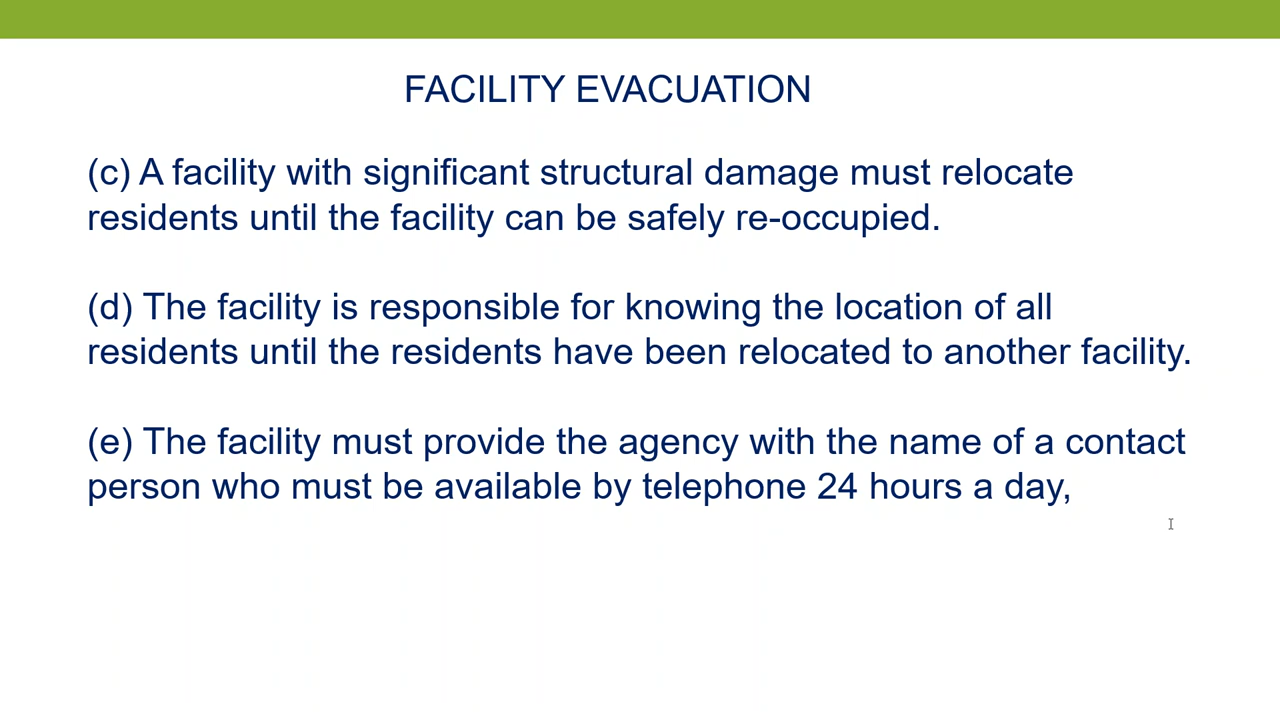 FACILITY EVACUATION
(c) A facility with significant structural damage must relocate
residents until the facility can be safely re-occupied.
(d) The facility is responsible for knowing the location of all
residents until the residents have been relocated to another facility.
(e) The facility must provide the agency with the name of a contact
person who must be available by telephone 24 hours a day,